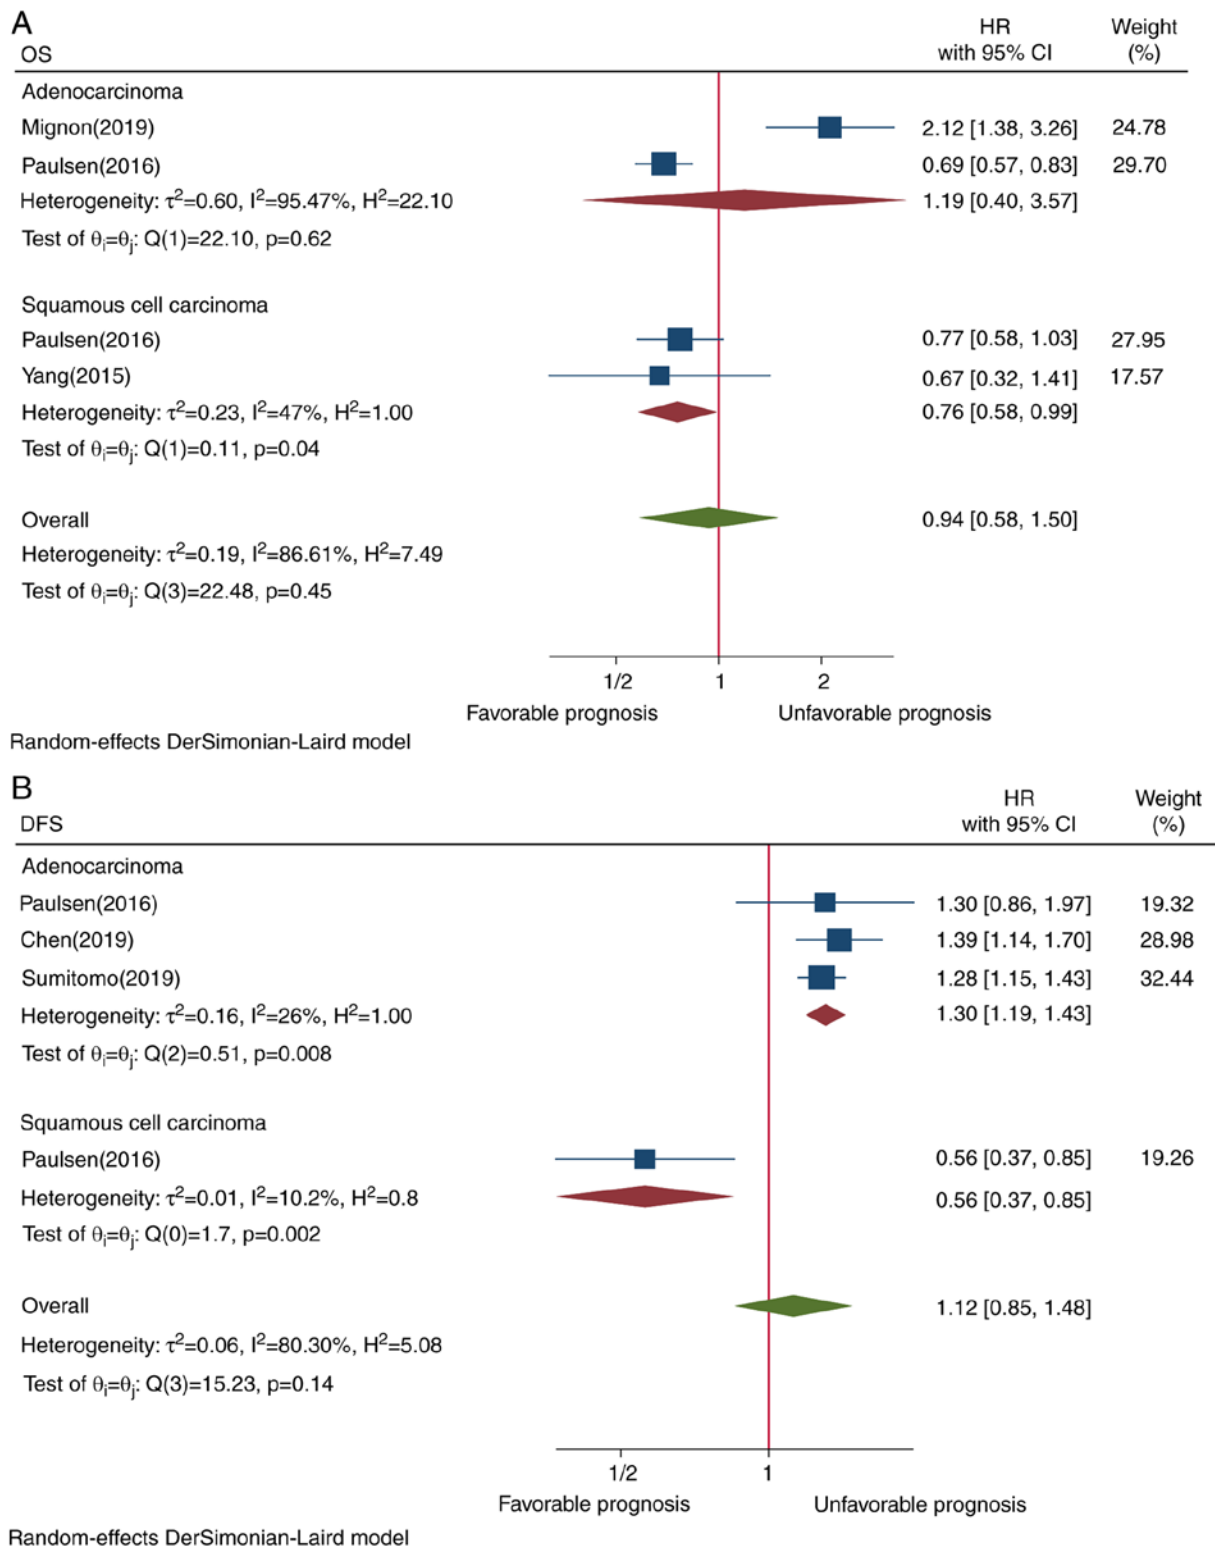 A
HR Weight
OS with 95% CI (%)
Adenocarcinoma
Mignon(2019) 2.12 [1.38, 3.26] 24.78
Paulsen(2016) 0.69 [0.57, 0.83] 29.70
Heterogeneity: τ²=0.60, I²=95.47%, H²=22.10 1.19 [0.40, 3.57]
Test of θᵢ=θⱼ: Q(1)=22.10, p=0.62
Squamous cell carcinoma
Paulsen(2016) 0.77 [0.58, 1.03] 27.95
Yang(2015) 0.67 [0.32, 1.41] 17.57
Heterogeneity: τ²=0.23, I²=47%, H²=1.00 0.76 [0.58, 0.99]
Test of θᵢ=θⱼ: Q(1)=0.11, p=0.04
Overall 0.94 [0.58, 1.50]
Heterogeneity: τ²=0.19, I²=86.61%, H²=7.49
Test of θᵢ=θⱼ: Q(3)=22.48, p=0.45
1/2 1 2
Favorable prognosis Unfavorable prognosis
Random-effects DerSimonian-Laird model
B
HR Weight
DFS with 95% CI (%)
Adenocarcinoma
Paulsen(2016) 1.30 [0.86, 1.97] 19.32
Chen(2019) 1.39 [1.14, 1.70] 28.98
Sumitomo(2019) 1.28 [1.15, 1.43] 32.44
Heterogeneity: τ²=0.16, I²=26%, H²=1.00 1.30 [1.19, 1.43]
Test of θᵢ=θⱼ: Q(2)=0.51, p=0.008
Squamous cell carcinoma
Paulsen(2016) 0.56 [0.37, 0.85] 19.26
Heterogeneity: τ²=0.01, I²=10.2%, H²=0.8 0.56 [0.37, 0.85]
Test of θᵢ=θⱼ: Q(0)=1.7, p=0.002
Overall 1.12 [0.85, 1.48]
Heterogeneity: τ²=0.06, I²=80.30%, H²=5.08
Test of θᵢ=θⱼ: Q(3)=15.23, p=0.14
1/2 1
Favorable prognosis Unfavorable prognosis
Random-effects DerSimonian-Laird model